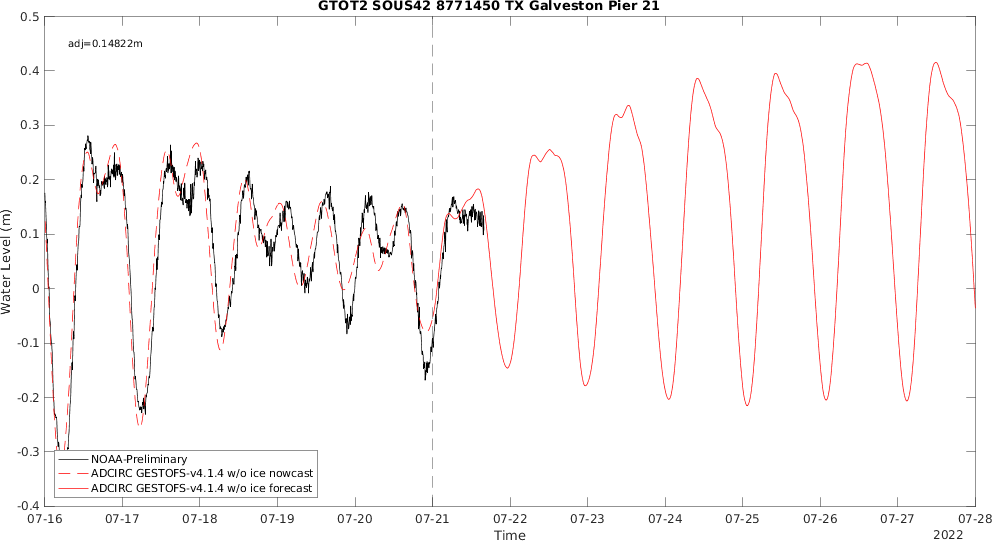 GTOT2 SOUS42 8771450 TX Galveston Pier 21
adj=0.14822m
Water Level (m)
0.5
0.4
0.3
0.2
0.1
0
-0.1
-0.2
-0.3
-0.4
NOAA-Preliminary
ADCIRC GESTOFS-v4.1.4 w/o ice nowcast
ADCIRC GESTOFS-v4.1.4 w/o ice forecast
07-16 07-17 07-18 07-19 07-20 07-21 07-22 07-23 07-24 07-25 07-26 07-27 07-28
Time
2022